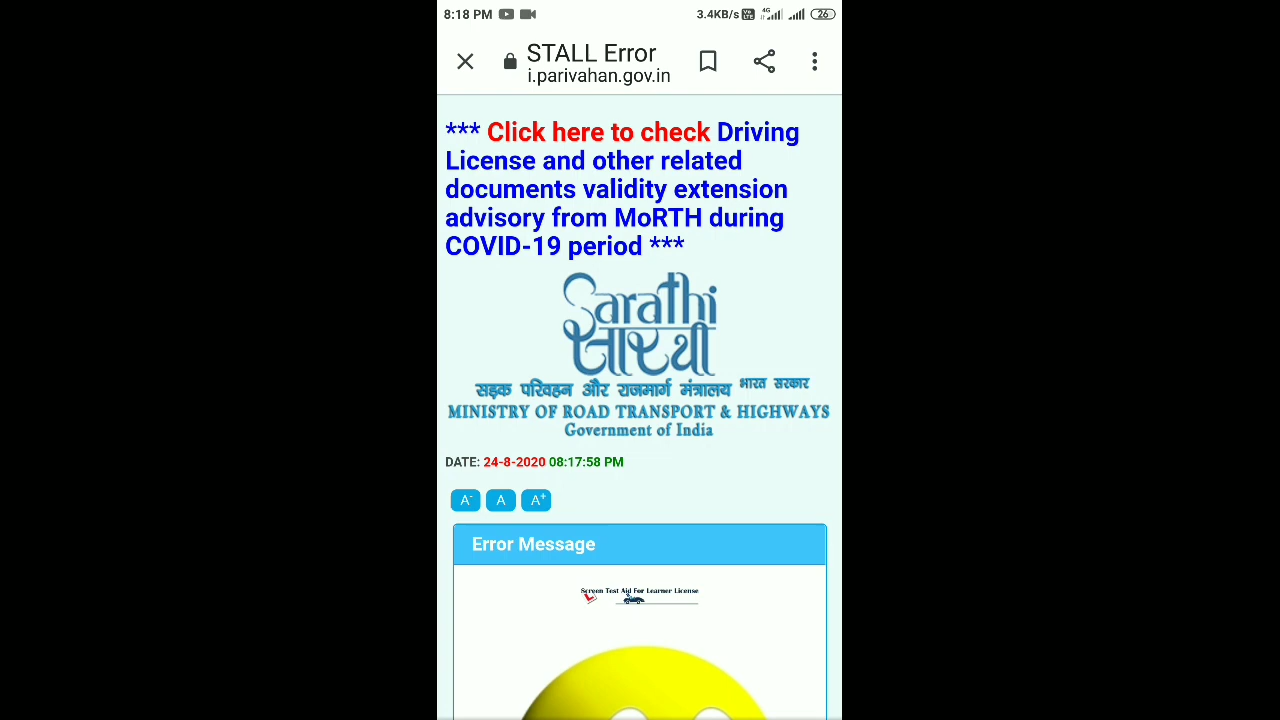 8:18 PM 3.4KB/s Vo LTE 4G 26
STALL Error
i.parivahan.gov.in
*** Click here to check Driving
License and other related
documents validity extension
advisory from MoRTH during
COVID-19 period ***
Sarathi
सारथी
सड़क परिवहन और राजमार्ग मंत्रालय भारत सरकार
MINISTRY OF ROAD TRANSPORT & HIGHWAYS
Government of India
DATE: 24-8-2020 08:17:58 PM
A- A A+
Error Message
Screen Test Aid For Learner License
L